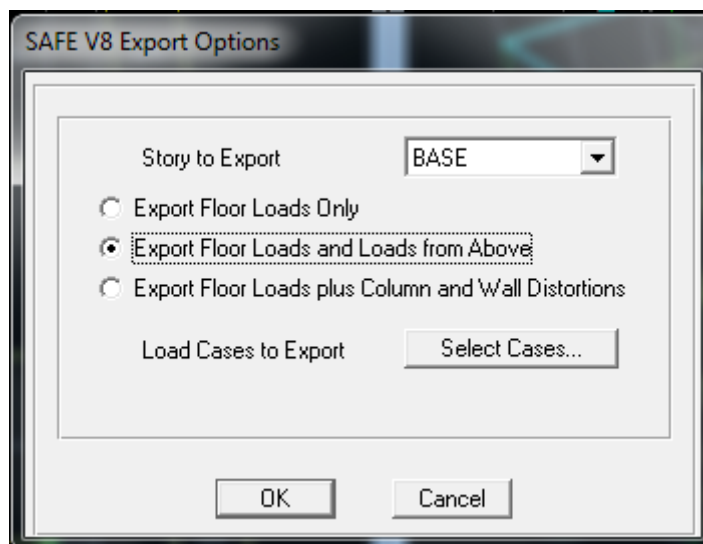 SAFE V8 Export Options
Story to Export BASE
Export Floor Loads Only
Export Floor Loads and Loads from Above
Export Floor Loads plus Column and Wall Distortions
Load Cases to Export Select Cases...
OK Cancel